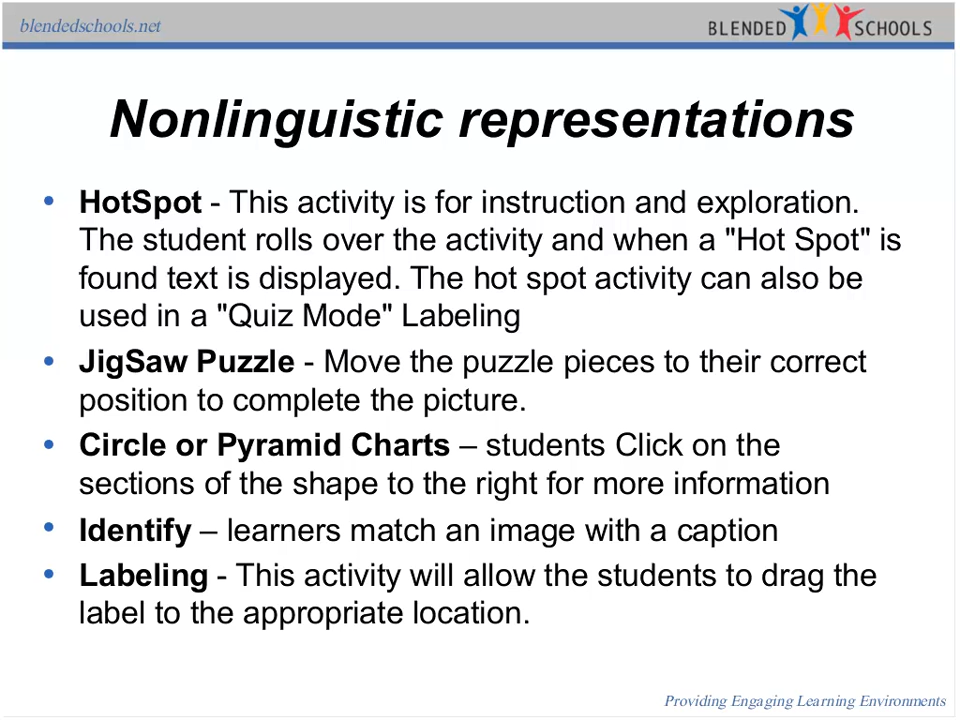 blendedschools.net
BLENDED SCHOOLS
Nonlinguistic representations
• HotSpot - This activity is for instruction and exploration.
The student rolls over the activity and when a "Hot Spot" is
found text is displayed. The hot spot activity can also be
used in a "Quiz Mode" Labeling
• JigSaw Puzzle - Move the puzzle pieces to their correct
position to complete the picture.
• Circle or Pyramid Charts – students Click on the
sections of the shape to the right for more information
• Identify – learners match an image with a caption
• Labeling - This activity will allow the students to drag the
label to the appropriate location.
Providing Engaging Learning Environments